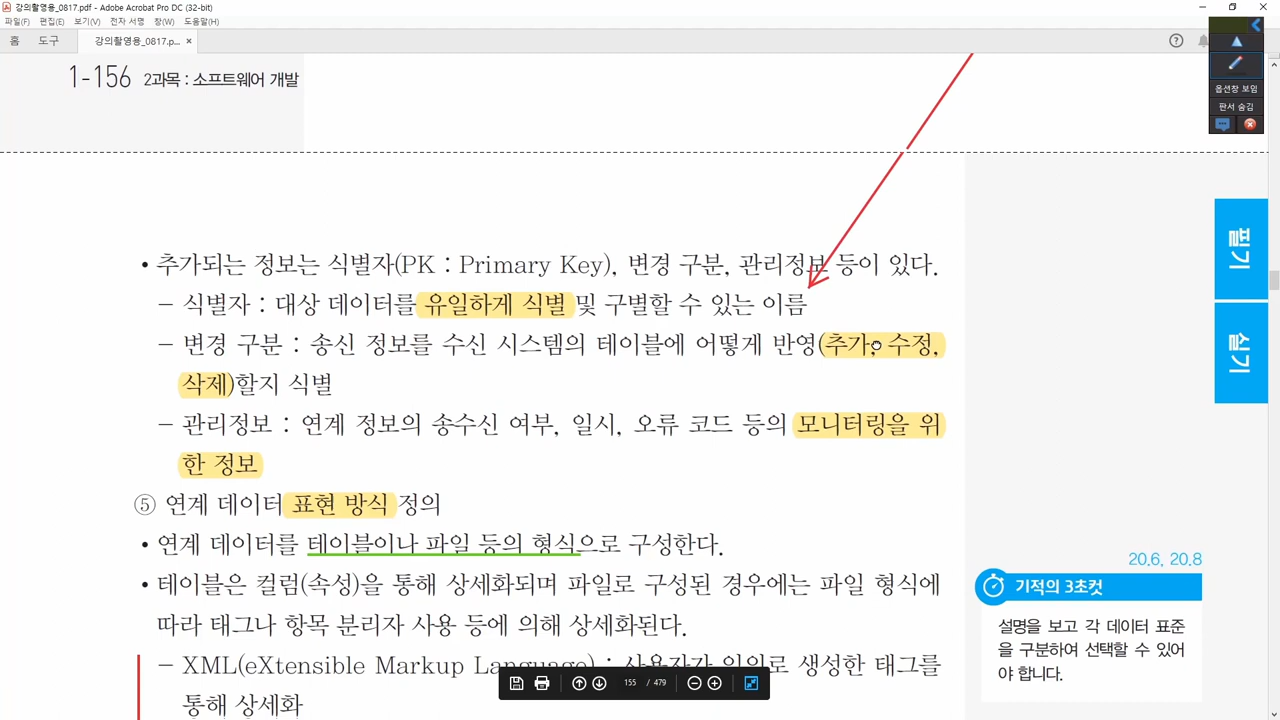 강의촬영용_0817.pdf - Adobe Acrobat Pro DC (32-bit)
파일(F) 편집(E) 보기(V) 전자 서명 창(W) 도움말(H)
홈 도구 강의촬영용_0817.p... ×
옵션창 보임
판서 숨김
1-156 2과목 : 소프트웨어 개발
필기
실기
• 추가되는 정보는 식별자(PK : Primary Key), 변경 구분, 관리정보 등이 있다.
– 식별자 : 대상 데이터를 유일하게 식별 및 구별할 수 있는 이름
– 변경 구분 : 송신 정보를 수신 시스템의 테이블에 어떻게 반영(추가, 수정,
삭제)할지 식별
– 관리정보 : 연계 정보의 송수신 여부, 일시, 오류 코드 등의 모니터링을 위
한 정보
⑤ 연계 데이터 표현 방식 정의
• 연계 데이터를 테이블이나 파일 등의 형식으로 구성한다.
• 테이블은 컬럼(속성)을 통해 상세화되며 파일로 구성된 경우에는 파일 형식에
따라 태그나 항목 분리자 사용 등에 의해 상세화된다.
– XML(eXtensible Markup Language) : 사용자가 임의로 생성한 태그를
통해 상세화
20.6, 20.8
기적의 3초컷
설명을 보고 각 데이터 표준
을 구분하여 선택할 수 있어
야 합니다.
155 / 479